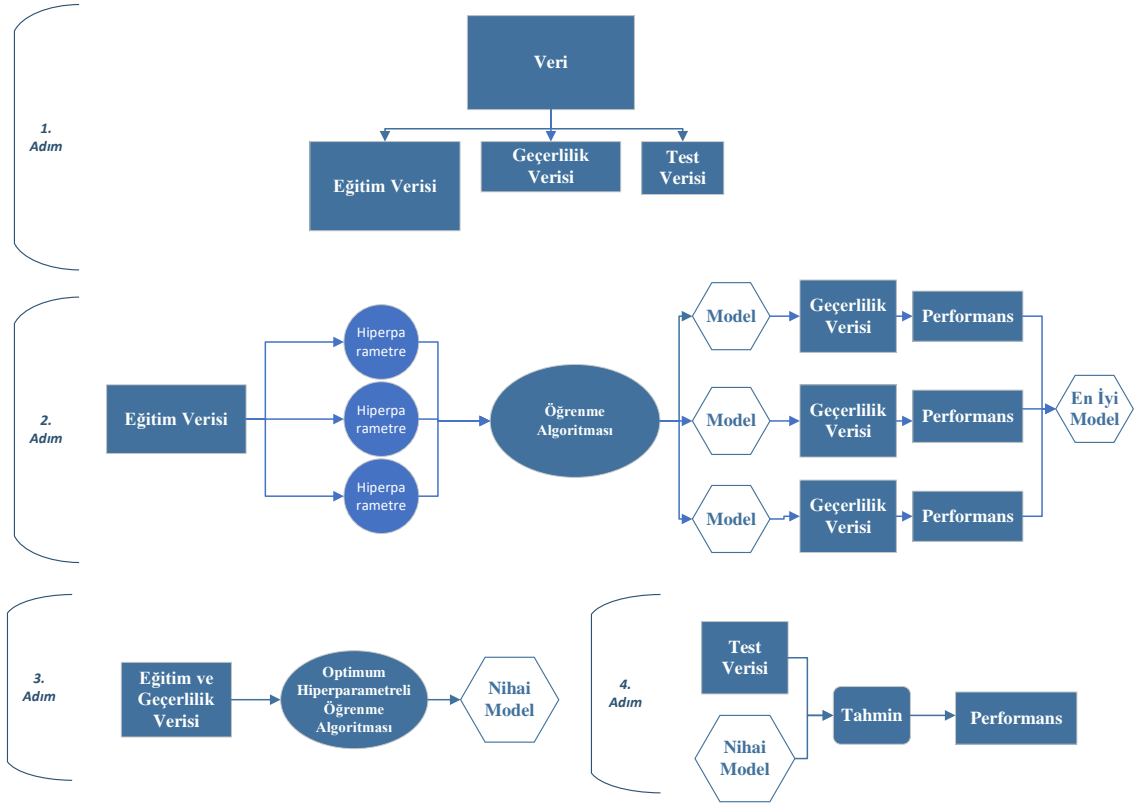 1.
Adım
Veri
Eğitim Verisi
Geçerlilik
Verisi
Test
Verisi
2.
Adım
Eğitim Verisi
Hiperpa
rametre
Hiperpa
rametre
Hiperpa
rametre
Öğrenme
Algoritması
Model
Geçerlilik
Verisi
Performans
Model
Geçerlilik
Verisi
Performans
Model
Geçerlilik
Verisi
Performans
En İyi
Model
3.
Adım
Eğitim ve
Geçerlilik
Verisi
Optimum
Hiperparametreli
Öğrenme
Algoritması
Nihai
Model
4.
Adım
Test
Verisi
Nihai
Model
Tahmin
Performans